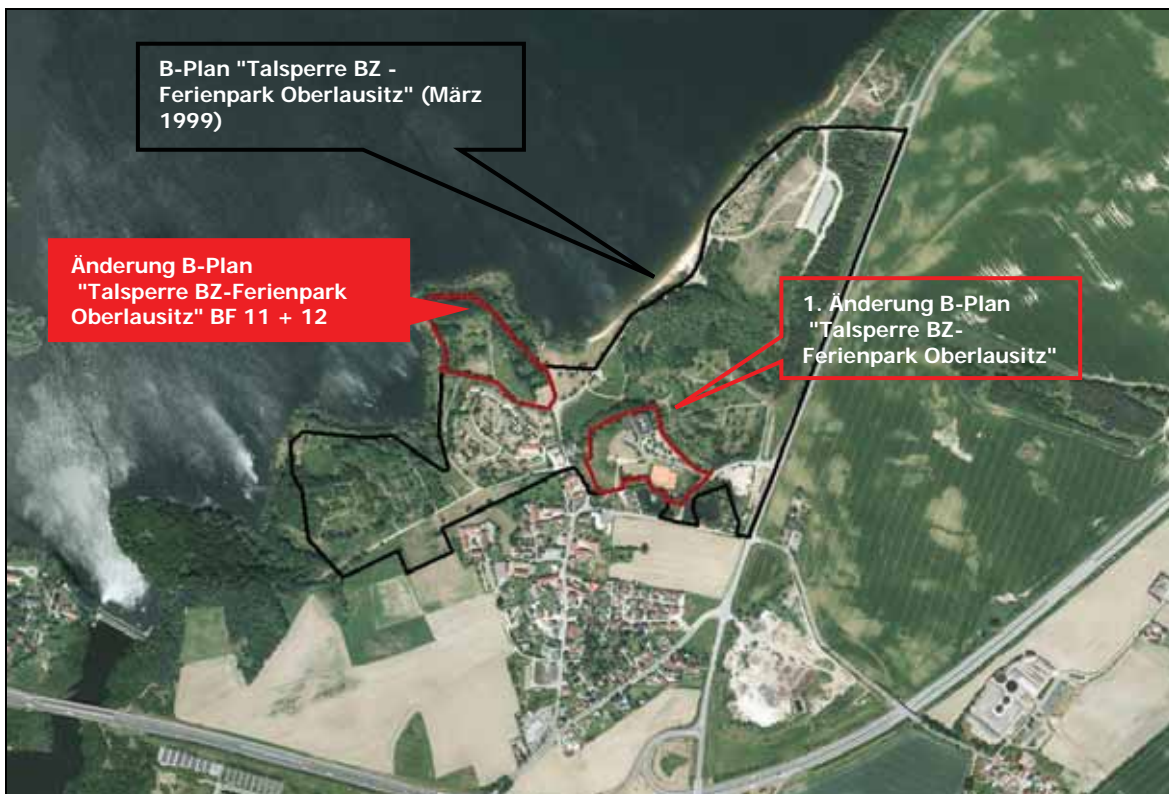 B-Plan "Talsperre BZ -
Ferienpark Oberlausitz" (März
1999)
Änderung B-Plan
"Talsperre BZ-Ferienpark
Oberlausitz" BF 11 + 12
1. Änderung B-Plan
"Talsperre BZ-
Ferienpark Oberlausitz"